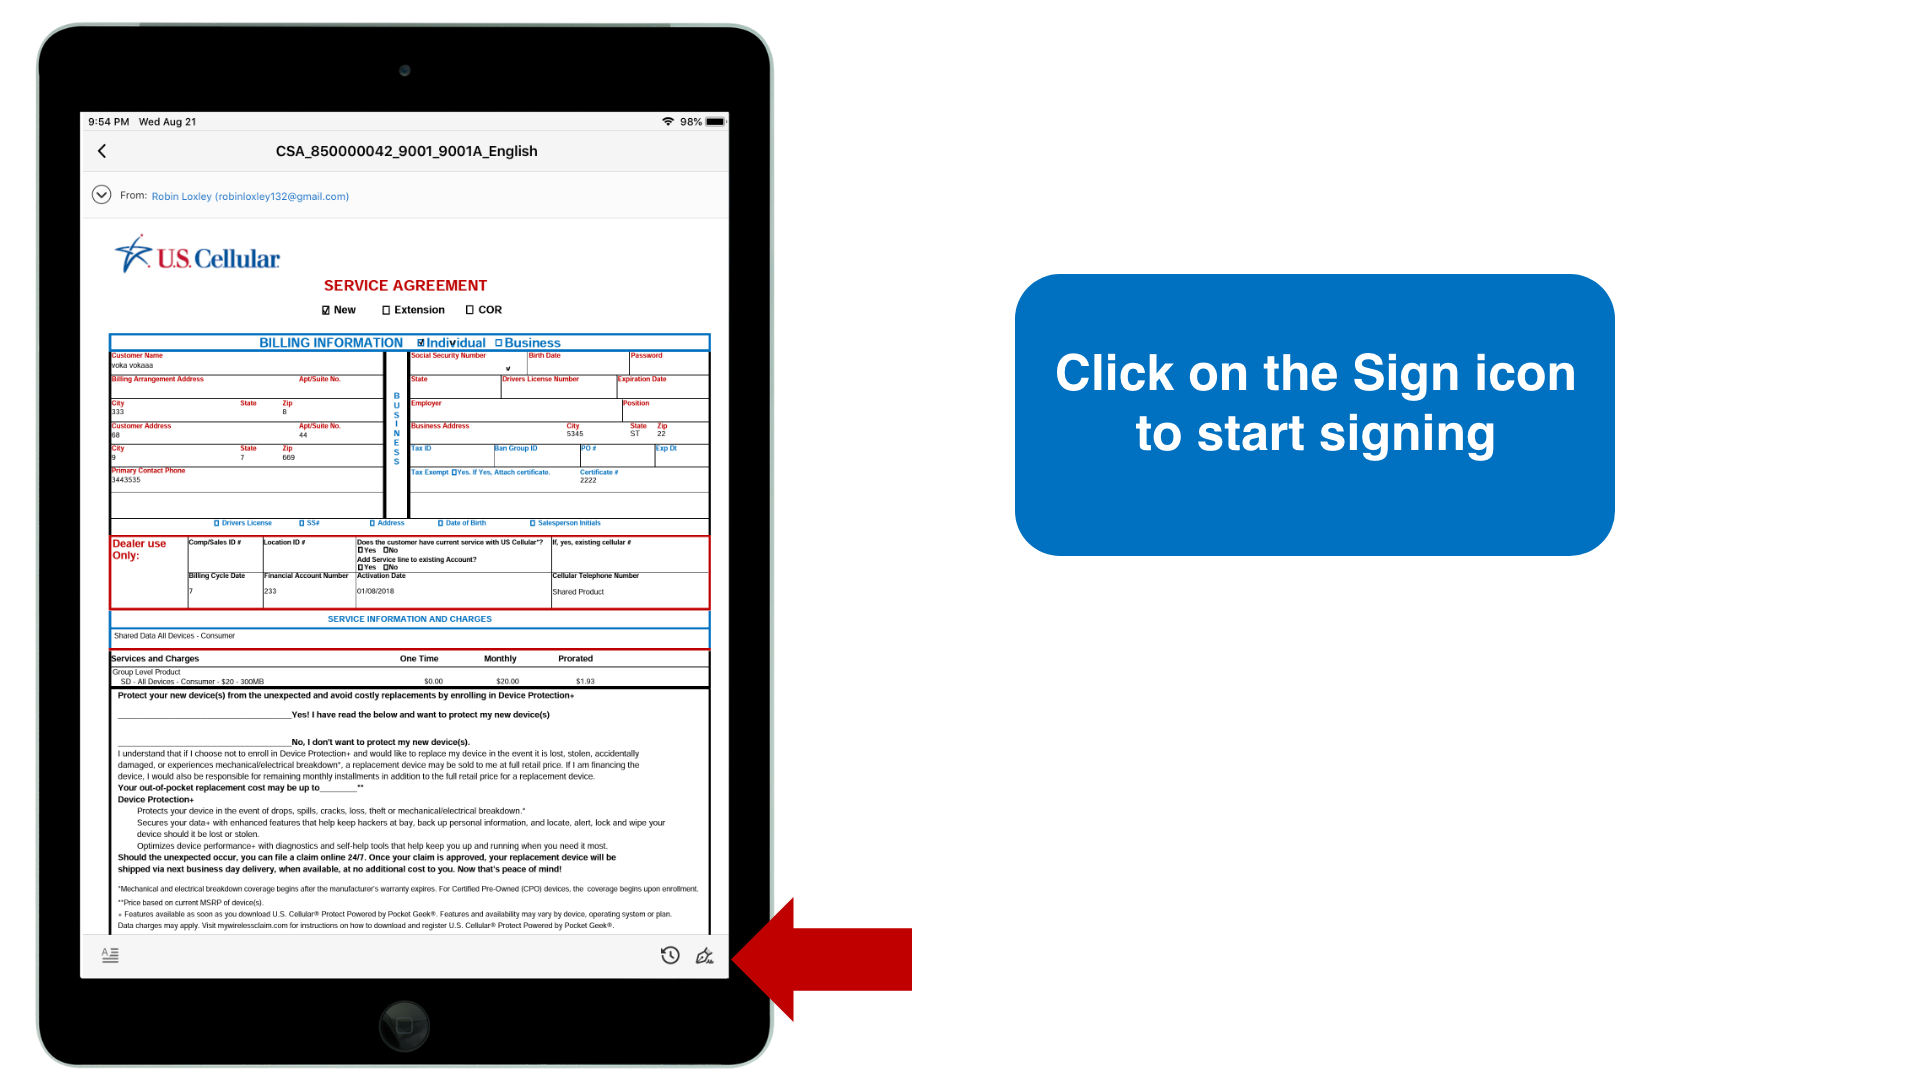 9:54 PM Wed Aug 21 98%
CSA_850000042_9001_9001A_English
From: Robin Loxley (robinloxley132@gmail.com)
U.S. Cellular
SERVICE AGREEMENT
New Extension COR
BILLING INFORMATION Individual Business
Customer Name
voka vokaaa
Billing Arrangement Address Apt/Suite No.
City State Zip
333 8
Customer Address Apt/Suite No.
68 44
City State Zip
9 7 669
Primary Contact Phone
3443535
BUSINESS
Social Security Number Birth Date Password
State Drivers License Number Expiration Date
Employer Position
Business Address City State Zip
5345 ST 22
Tax ID Ban Group ID PO # Exp Dt
Tax Exempt Yes. If Yes, Attach certificate. Certificate #
2222
Drivers License SS# Address Date of Birth Salesperson Initials
Dealer use
Only:
Comp/Sales ID # Location ID # Does the customer have current service with US Cellular*? If, yes, existing cellular #
Yes No
Add Service line to existing Account?
Yes No
Billing Cycle Date Financial Account Number Activation Date Cellular Telephone Number
7 233 01/08/2018 Shared Product
SERVICE INFORMATION AND CHARGES
Shared Data All Devices - Consumer
Services and Charges One Time Monthly Prorated
Group Level Product
SD - All Devices - Consumer - $20 - 300MB $0.00 $20.00 $1.93
Protect your new device(s) from the unexpected and avoid costly replacements by enrolling in Device Protection+
Yes! I have read the below and want to protect my new device(s)
No, I don't want to protect my new device(s).
I understand that if I choose not to enroll in Device Protection+ and would like to replace my device in the event it is lost, stolen, accidentally
damaged, or experiences mechanical/electrical breakdown*, a replacement device may be sold to me at full retail price. If I am financing the
device, I would also be responsible for remaining monthly installments in addition to the full retail price for a replacement device.
Your out-of-pocket replacement cost may be up to________**
Device Protection+
Protects your device in the event of drops, spills, cracks, loss, theft or mechanical/electrical breakdown.*
Secures your data+ with enhanced features that help keep hackers at bay, back up personal information, and locate, alert, lock and wipe your
device should it be lost or stolen.
Optimizes device performance+ with diagnostics and self-help tools that help keep you up and running when you need it most.
Should the unexpected occur, you can file a claim online 24/7. Once your claim is approved, your replacement device will be
shipped via next business day delivery, when available, at no additional cost to you. Now that's peace of mind!
*Mechanical and electrical breakdown coverage begins after the manufacturer's warranty expires. For Certified Pre-Owned (CPO) devices, the coverage begins upon enrollment.
**Price based on current MSRP of device(s).
+ Features available as soon as you download U.S. Cellular® Protect Powered by Pocket Geek®. Features and availability may vary by device, operating system or plan.
Data charges may apply. Visit mywirelessclaim.com for instructions on how to download and register U.S. Cellular® Protect Powered by Pocket Geek®.
Click on the Sign icon
to start signing